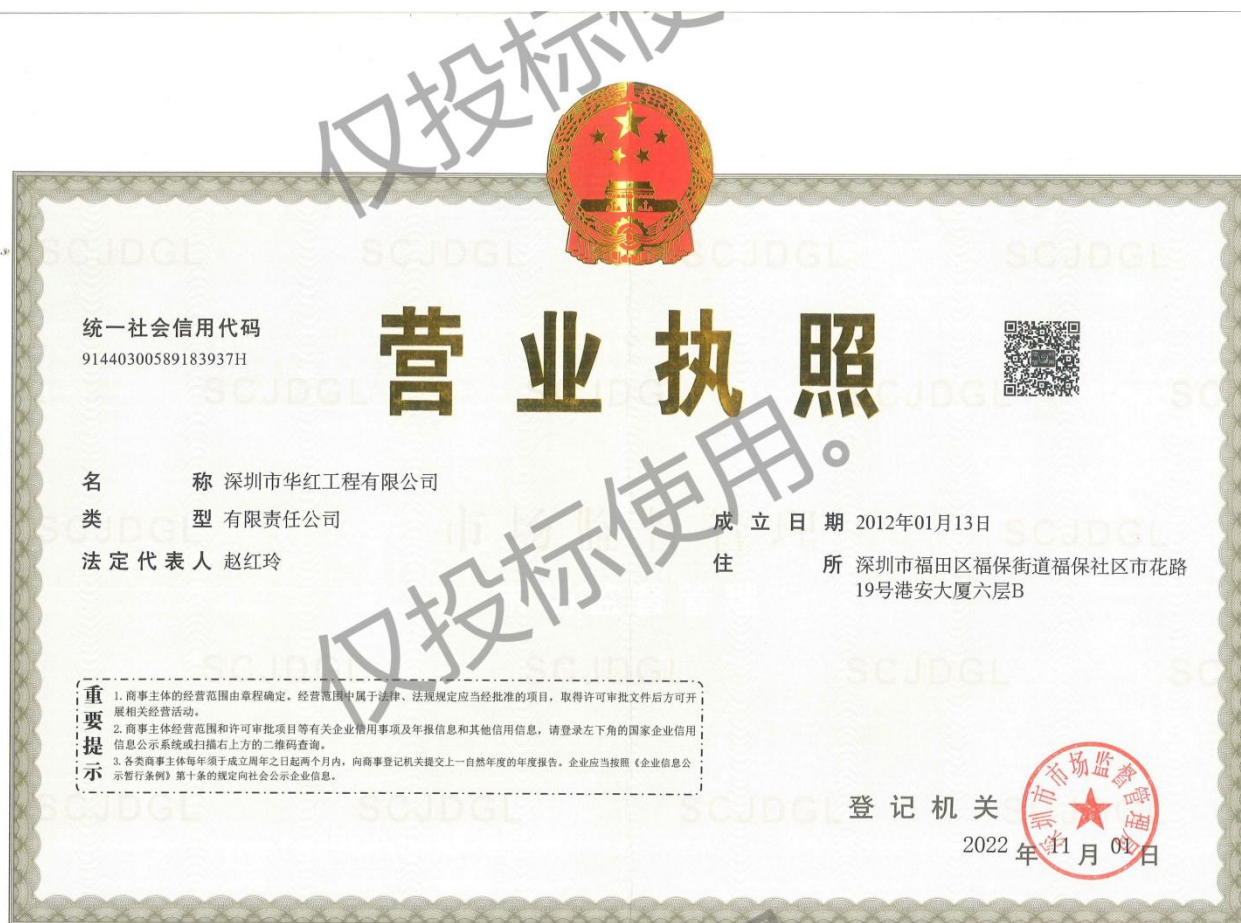 仅投标使
统一社会信用代码
91440300589183937H
营业执照
名称 深圳市华红工程有限公司
类型 有限责任公司
法定代表人 赵红玲
成立日期 2012年01月13日
住所 深圳市福田区福保街道福保社区市花路
19号港安大厦六层B
仅投标使用。
重要提示
1. 商事主体的经营范围由章程确定。经营范围中属于法律、法规规定应当经批准的项目，取得许可审批文件后方可开
展相关经营活动。
2. 商事主体经营范围和许可审批项目等有关企业信用事项及年报信息和其他信用信息，请登录左下角的国家企业信用
信息公示系统或扫描右上方的二维码查询。
3. 各类商事主体每年须于成立周年之日起两个月内，向商事登记机关提交上一自然年度的年度报告。企业应当按照《企业信息公
示暂行条例》第十条的规定向社会公示企业信息。
登记机关
深圳市市场监督管理局
2022年11月01日
SCJDGL